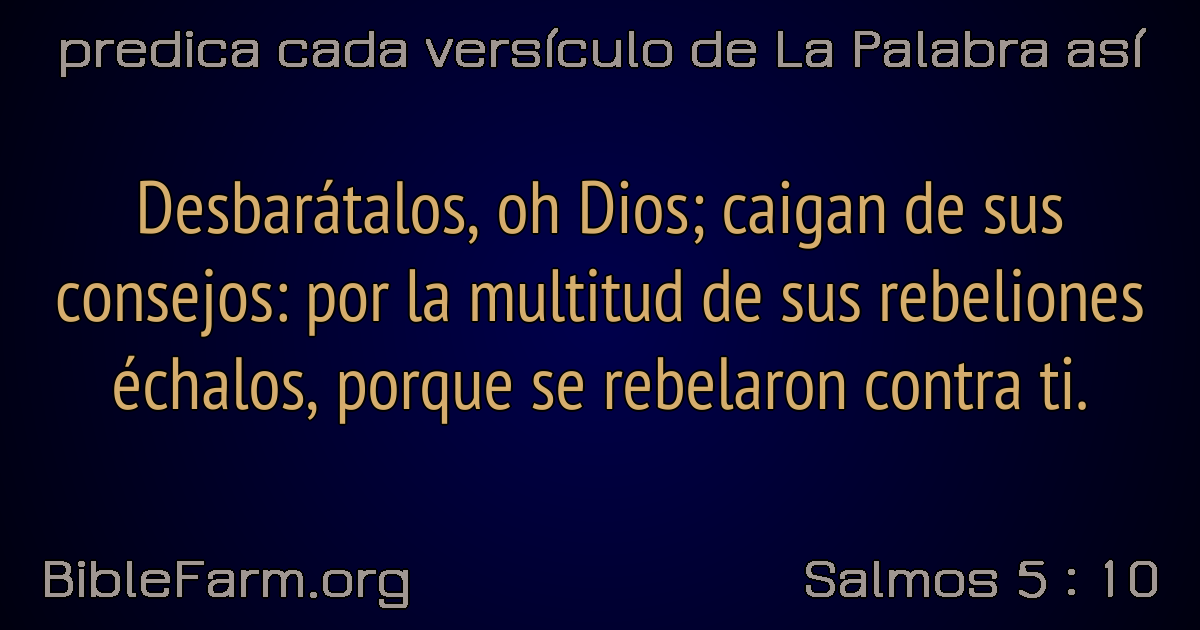 predica cada versículo de La Palabra así
Desbarátalos, oh Dios; caigan de sus
consejos: por la multitud de sus rebeliones
échalos, porque se rebelaron contra ti.
BibleFarm.org
Salmos 5 : 10